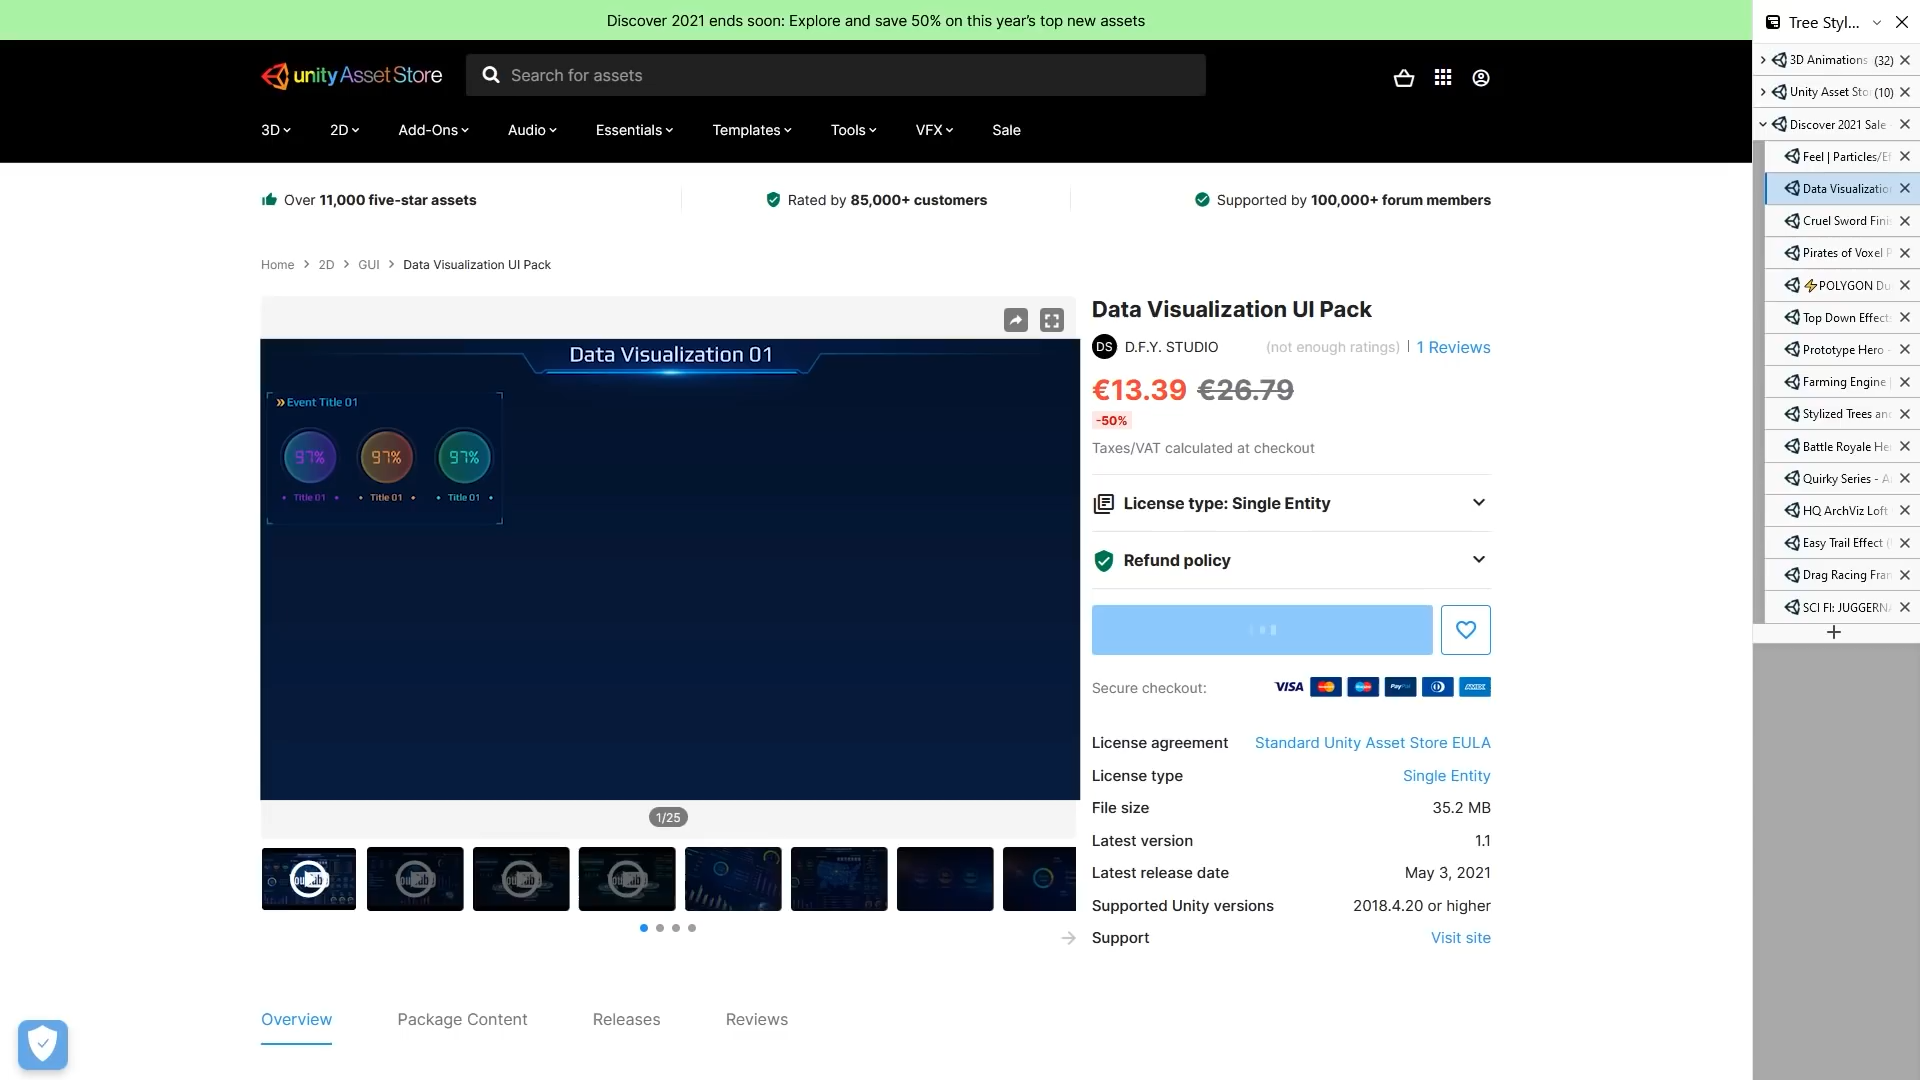 Discover 2021 ends soon: Explore and save 50% on this year's top new assets
unity Asset Store
Search for assets
3D
2D
Add-Ons
Audio
Essentials
Templates
Tools
VFX
Sale
Over 11,000 five-star assets
Rated by 85,000+ customers
Supported by 100,000+ forum members
Home > 2D > GUI > Data Visualization UI Pack
Data Visualization 01
Event Title 01
97% 97% 97%
Title 01 Title 01 Title 01
1/25
Data Visualization UI Pack
DS D.F.Y. STUDIO (not enough ratings) | 1 Reviews
€13.39 €26.79
-50%
Taxes/VAT calculated at checkout
License type: Single Entity
Refund policy
Secure checkout: VISA PayPal AMEX
License agreement Standard Unity Asset Store EULA
License type Single Entity
File size 35.2 MB
Latest version 1.1
Latest release date May 3, 2021
Supported Unity versions 2018.4.20 or higher
Support Visit site
Overview
Package Content
Releases
Reviews
Tree Styl...
3D Animations (32)
Unity Asset Sto (10)
Discover 2021 Sale
Feel | Particles/Ef
Data Visualizatio
Cruel Sword Fini
Pirates of Voxel P
⚡POLYGON Du
Top Down Effect
Prototype Hero -
Farming Engine |
Stylized Trees an
Battle Royale He
Quirky Series - A
HQ ArchViz Loft
Easy Trail Effect (
Drag Racing Fra
SCI FI: JUGGERNA